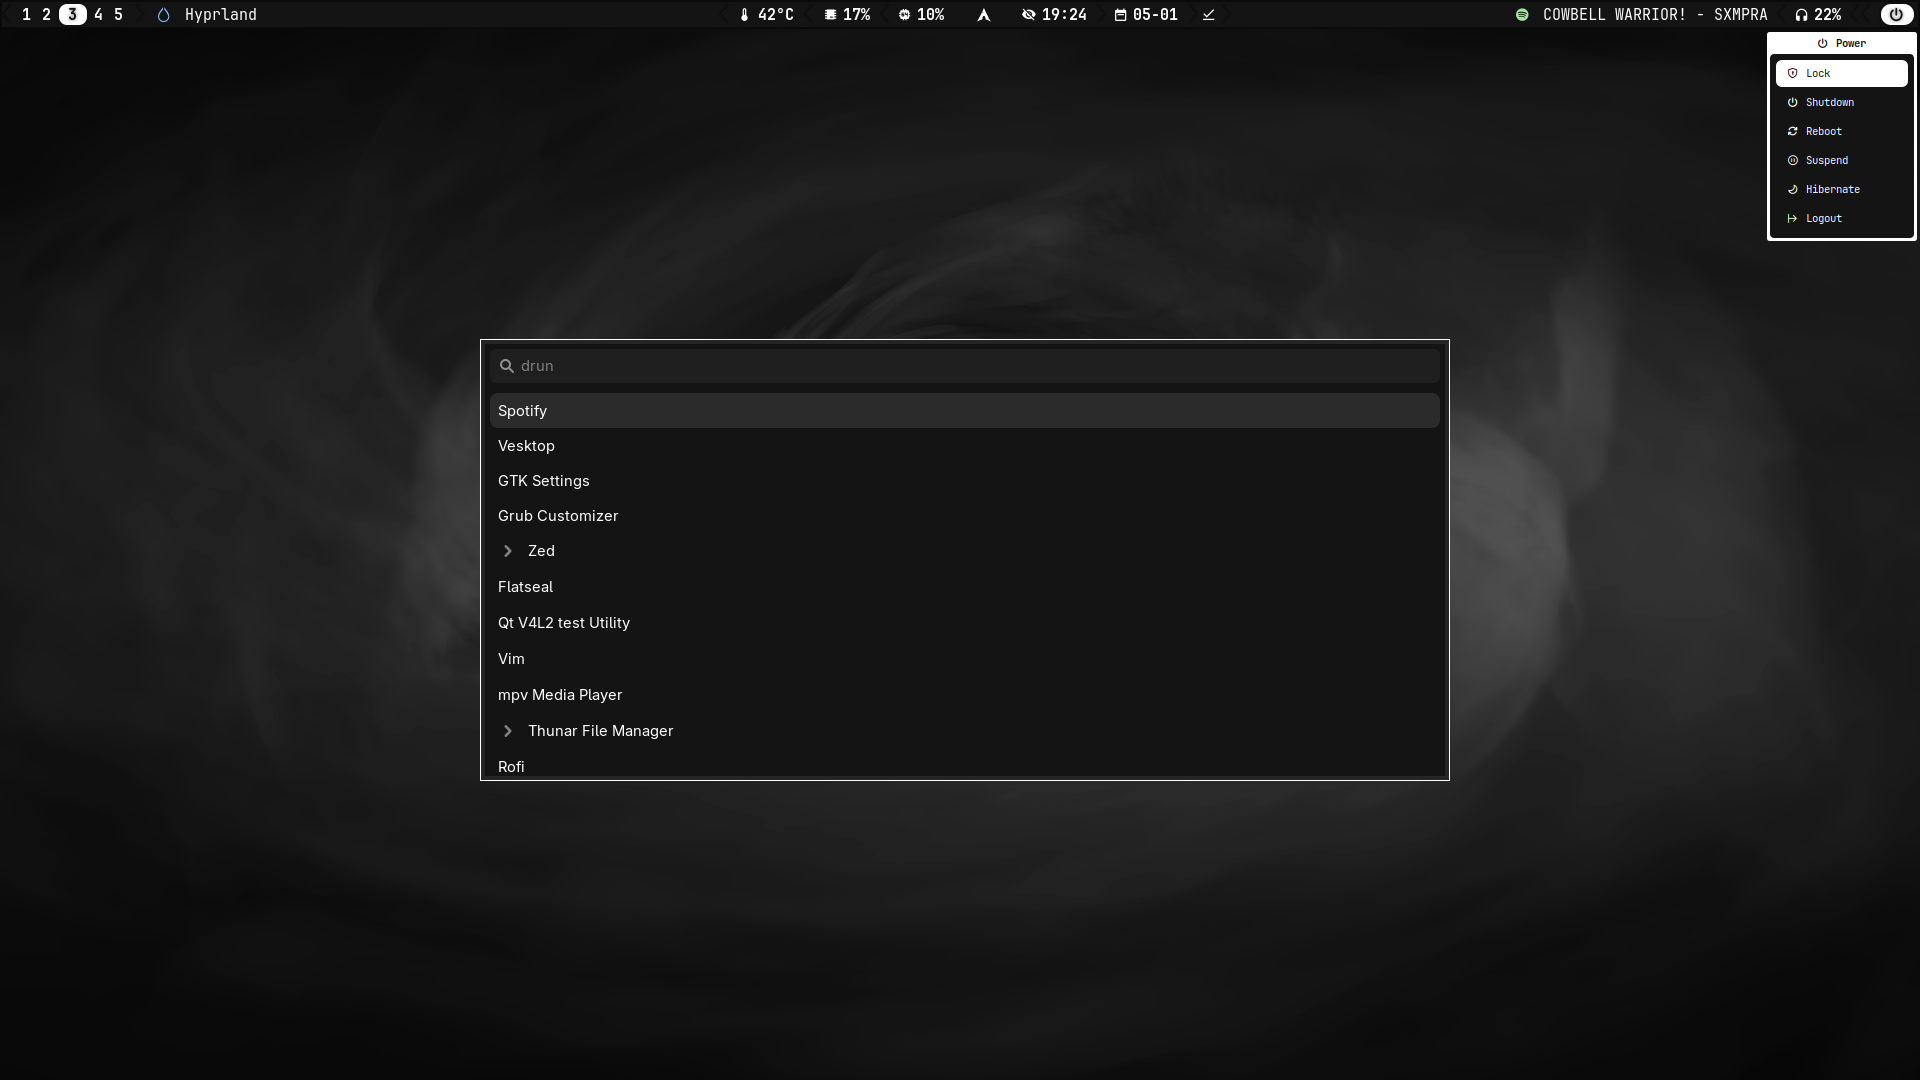 1 2 3 4 5 Hyprland 42°C 17% 10% 19:24 05-01 COWBELL WARRIOR! - SXMPRA 22%
Power
Lock
Shutdown
Reboot
Suspend
Hibernate
Logout
drun
Spotify
Vesktop
GTK Settings
Grub Customizer
Zed
Flatseal
Qt V4L2 test Utility
Vim
mpv Media Player
Thunar File Manager
Rofi